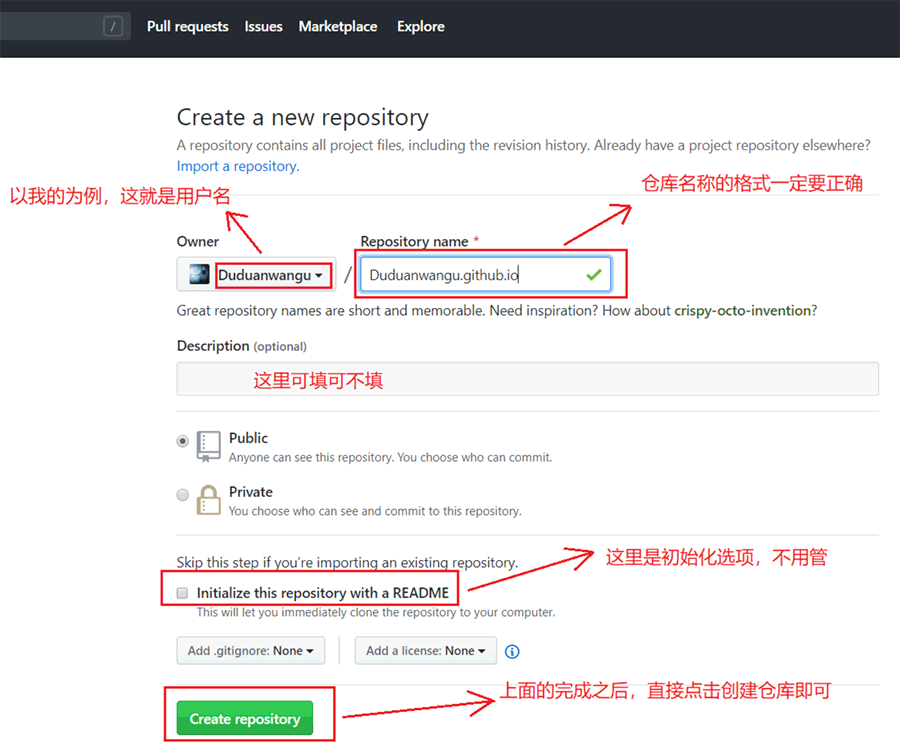 / Pull requests Issues Marketplace Explore
Create a new repository
A repository contains all project files, including the revision history. Already have a project repository elsewhere?
Import a repository.
以我的为例，这就是用户名
仓库名称的格式一定要正确
Owner
Repository name *
Duduanwangu / Duduanwangu.github.io
Great repository names are short and memorable. Need inspiration? How about crispy-octo-invention?
Description (optional)
这里可填可不填
Public
Anyone can see this repository. You choose who can commit.
Private
You choose who can see and commit to this repository.
Skip this step if you're importing an existing repository.
这里是初始化选项，不用管
Initialize this repository with a README
This will let you immediately clone the repository to your computer.
Add .gitignore: None Add a license: None
上面的完成之后，直接点击创建仓库即可
Create repository